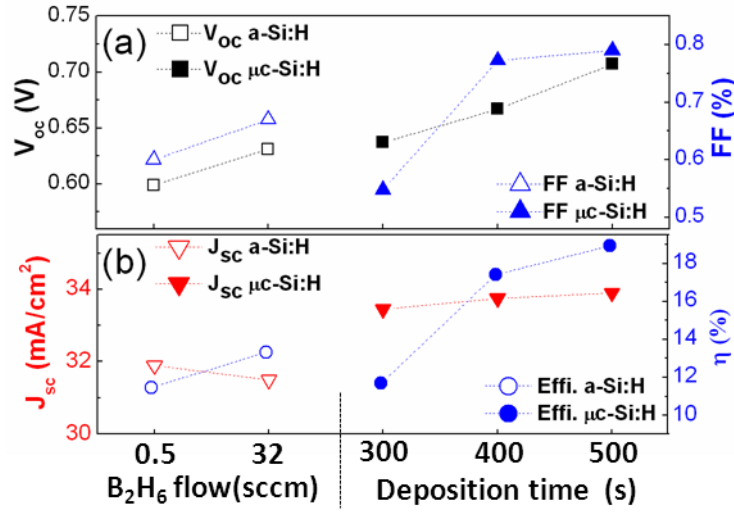 (a)
V_oc a-Si:H
V_oc μc-Si:H
FF a-Si:H
FF μc-Si:H
V_oc (V)
0.75
0.70
0.65
0.60
FF (%)
0.8
0.7
0.6
0.5
(b)
J_sc a-Si:H
J_sc μc-Si:H
Effi. a-Si:H
Effi. μc-Si:H
J_sc (mA/cm²)
34
32
30
η (%)
18
16
14
12
10
0.5 32 300 400 500
B₂H₆ flow(sccm) Deposition time (s)